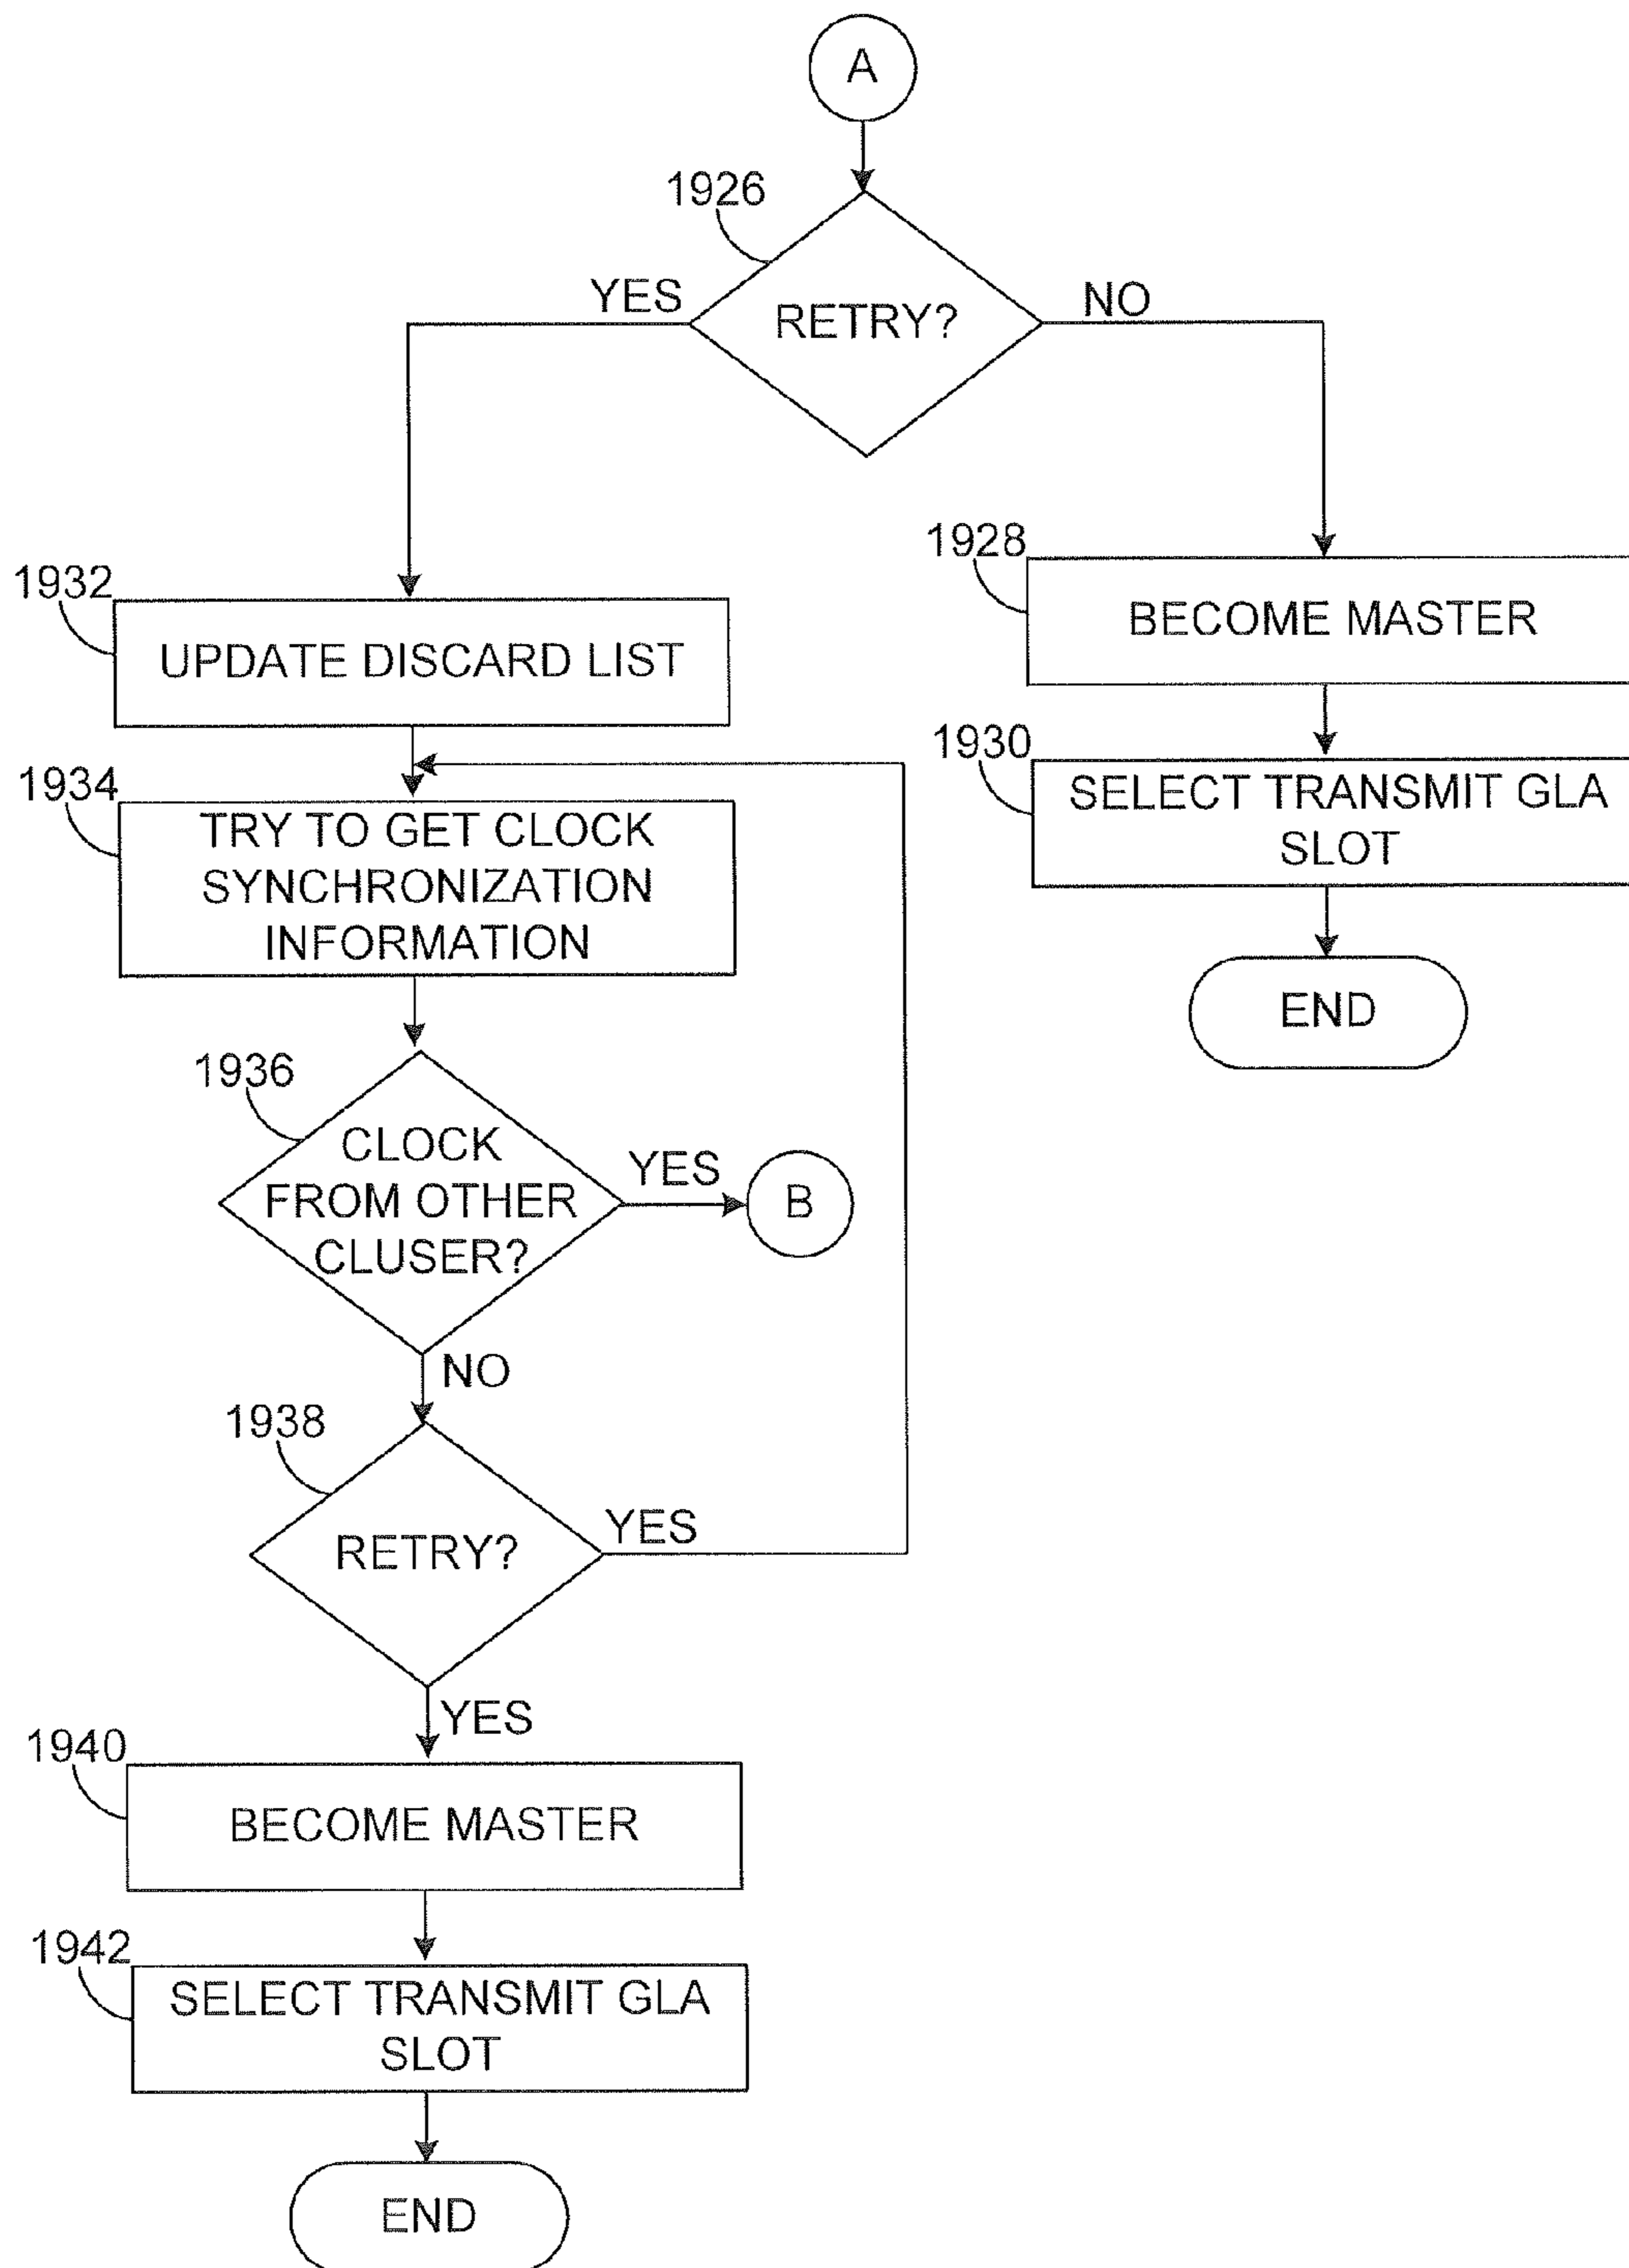 A
1926
YES
RETRY?
NO
1928
BECOME MASTER
1930
SELECT TRANSMIT GLA
SLOT
END
1932
UPDATE DISCARD LIST
1934
TRY TO GET CLOCK
SYNCHRONIZATION
INFORMATION
1936
CLOCK
FROM OTHER
CLUSER?
YES
B
NO
1938
RETRY?
YES
YES
1940
BECOME MASTER
1942
SELECT TRANSMIT GLA
SLOT
END